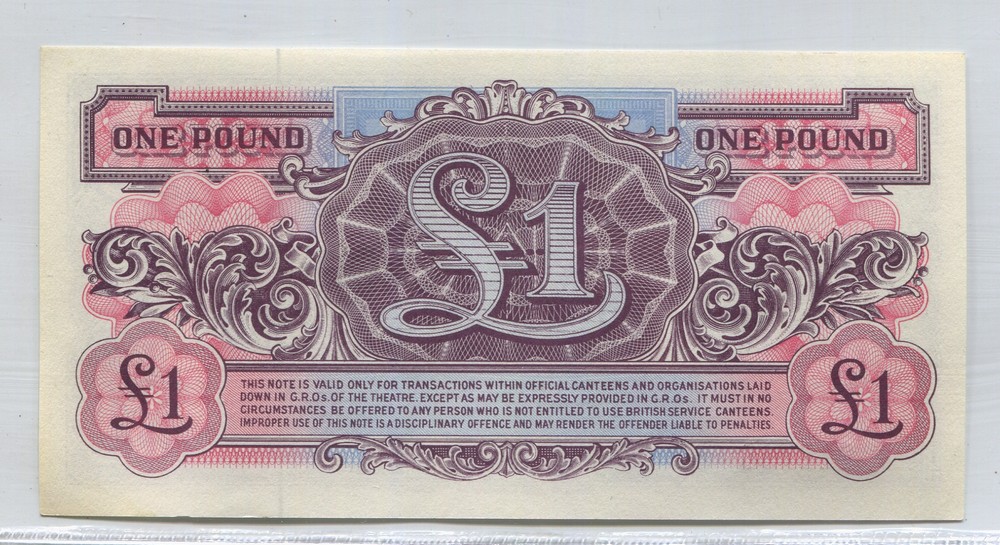 ONE POUND
ONE POUND
£1
£1
£1
THIS NOTE IS VALID ONLY FOR TRANSACTIONS WITHIN OFFICIAL CANTEENS AND ORGANISATIONS LAID
DOWN IN G.R.Os. OF THE THEATRE. EXCEPT AS MAY BE EXPRESSLY PROVIDED IN G.R.Os. IT MUST IN NO
CIRCUMSTANCES BE OFFERED TO ANY PERSON WHO IS NOT ENTITLED TO USE BRITISH SERVICE CANTEENS.
IMPROPER USE OF THIS NOTE IS A DISCIPLINARY OFFENCE AND MAY RENDER THE OFFENDER LIABLE TO PENALTIES.